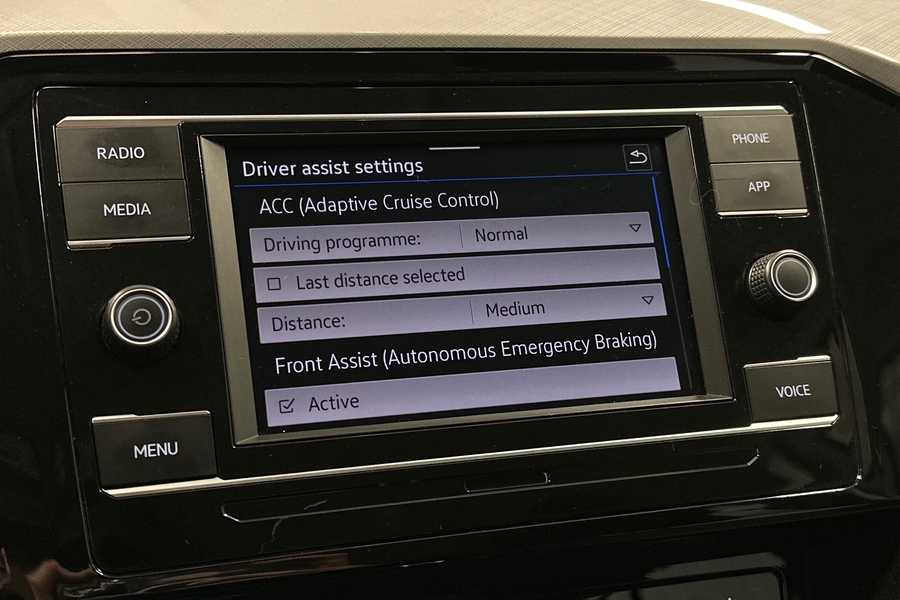 RADIO
MEDIA
MENU
Driver assist settings
ACC (Adaptive Cruise Control)
Driving programme: Normal
Last distance selected
Distance: Medium
Front Assist (Autonomous Emergency Braking)
Active
PHONE
APP
VOICE